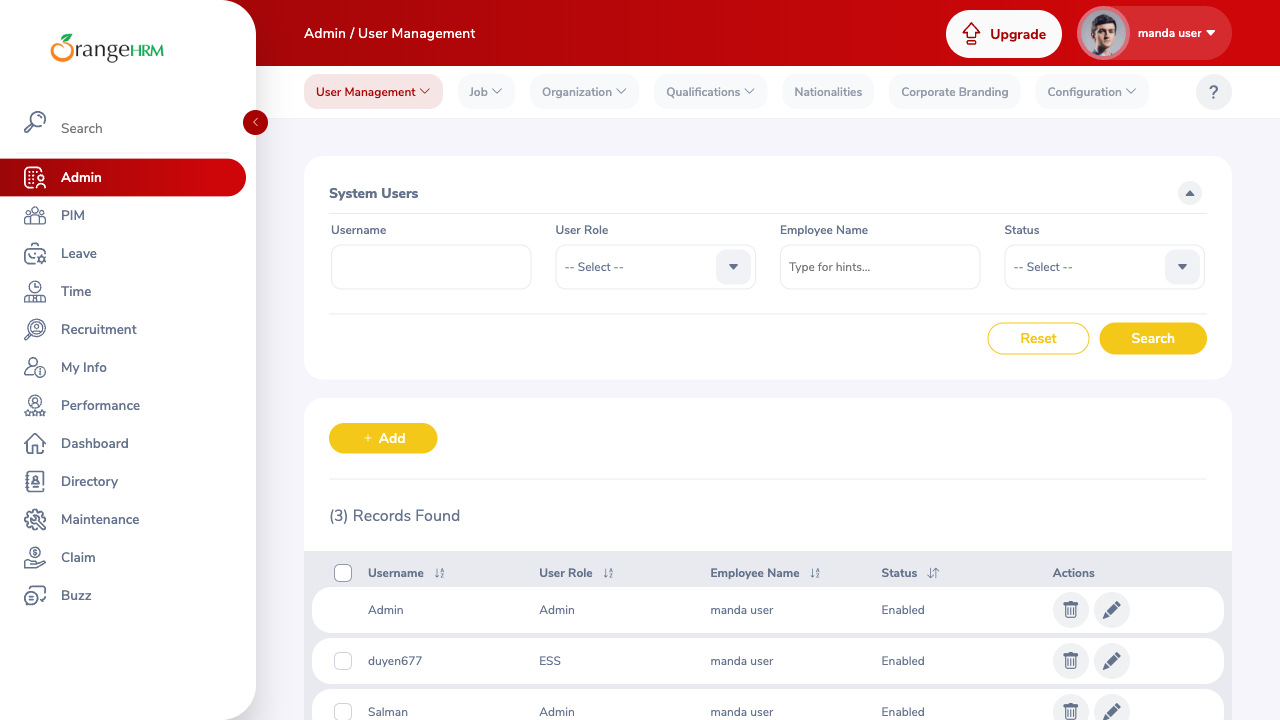 OrangeHRM
Search
Admin
PIM
Leave
Time
Recruitment
My Info
Performance
Dashboard
Directory
Maintenance
Claim
Buzz
Admin / User Management
Upgrade
manda user
User Management
Job
Organization
Qualifications
Nationalities
Corporate Branding
Configuration
?
System Users
Username
User Role
Employee Name
Status
-- Select --
Type for hints...
-- Select --
Reset
Search
+ Add
(3) Records Found
Username User Role Employee Name Status Actions
Admin Admin manda user Enabled
duyen677 ESS manda user Enabled
Salman Admin manda user Enabled